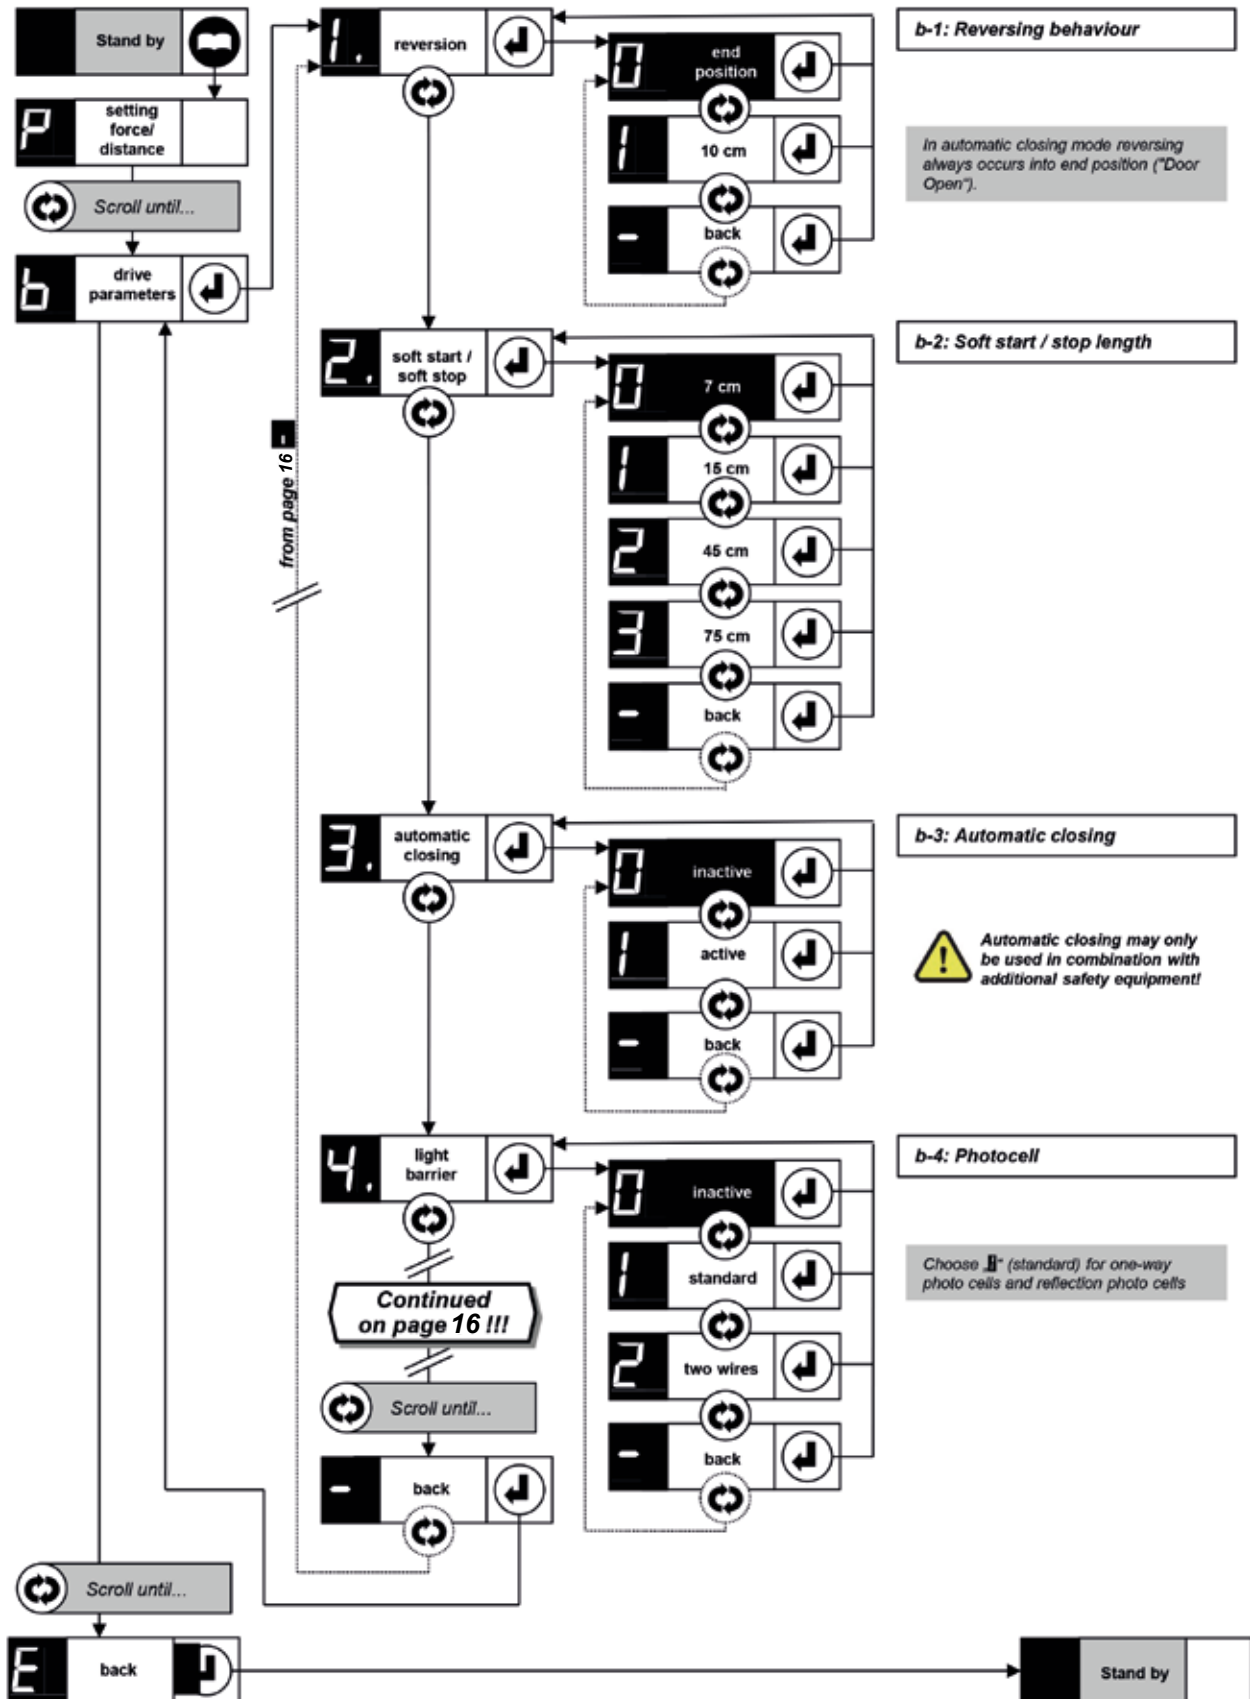 Stand by
P
setting
force/
distance
Scroll until...
b
drive
parameters
1.
reversion
0
end
position
1
10 cm
-
back
b-1: Reversing behaviour
In automatic closing mode reversing
always occurs into end position ("Door
Open").
from page 16 -
2.
soft start /
soft stop
0
7 cm
1
15 cm
2
45 cm
3
75 cm
-
back
b-2: Soft start / stop length
3.
automatic
closing
0
inactive
1
active
-
back
b-3: Automatic closing
!
Automatic closing may only
be used in combination with
additional safety equipment!
4.
light
barrier
0
inactive
1
standard
2
two wires
-
back
b-4: Photocell
Choose „1“ (standard) for one-way
photo cells and reflection photo cells
Continued
on page 16 !!!
Scroll until...
-
back
Scroll until...
E
back
Stand by